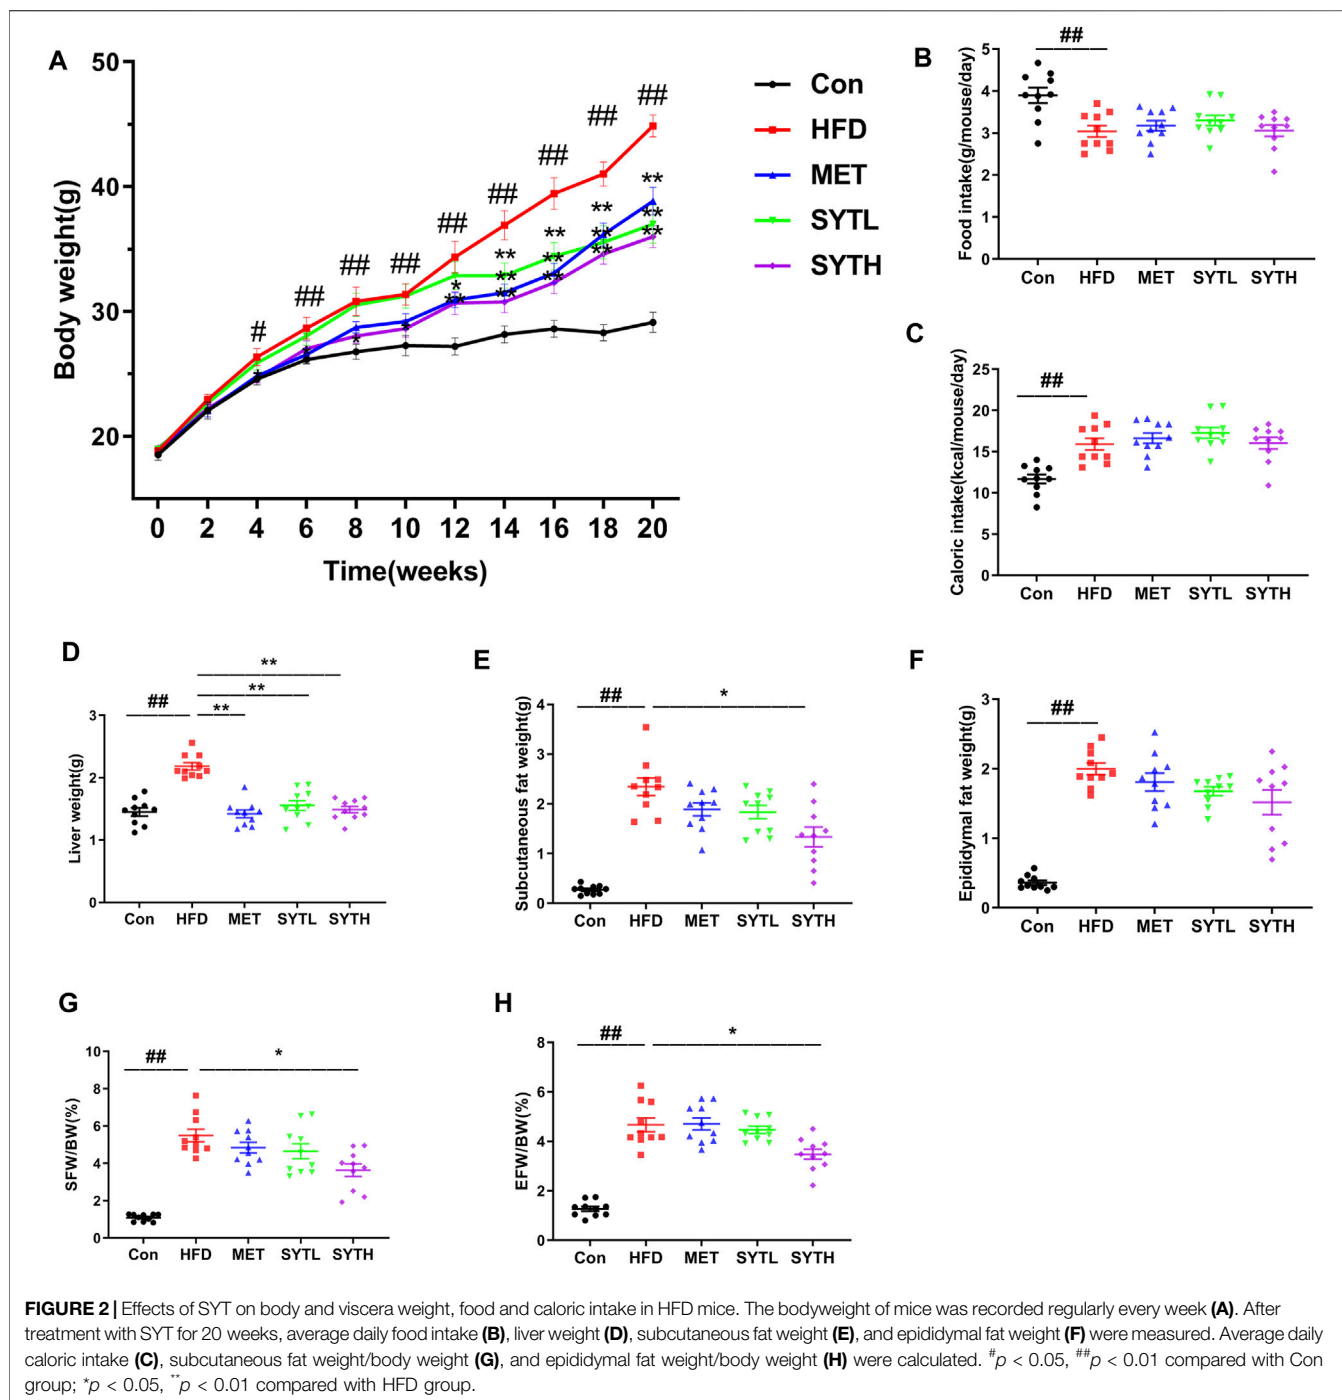 A
Body weight(g)
50
40
30
20
0 2 4 6 8 10 12 14 16 18 20
Time(weeks)
# ## ## ## ## ## ## ## ##
* * * * * ** ** ** ** ** ** ** ** ** ** ** ** **
Con
HFD
MET
SYTL
SYTH
B
Food intake(g/mouse/day)
5
4
3
2
1
0
##
Con HFD MET SYTL SYTH
C
Caloric intake(kcal/mouse/day)
25
20
15
10
5
0
##
Con HFD MET SYTL SYTH
D
Liver weight(g)
3
2
1
0
##
**
**
**
Con HFD MET SYTL SYTH
E
Subcutaneous fat weight(g)
4
3
2
1
0
## *
Con HFD MET SYTL SYTH
F
Epididymal fat weight(g)
3
2
1
0
##
Con HFD MET SYTL SYTH
G
SFW/BW(%)
10
8
6
4
2
0
## *
Con HFD MET SYTL SYTH
H
EFW/BW(%)
8
6
4
2
0
## *
Con HFD MET SYTL SYTH
FIGURE 2 | Effects of SYT on body and viscera weight, food and caloric intake in HFD mice. The bodyweight of mice was recorded regularly every week (A). After
treatment with SYT for 20 weeks, average daily food intake (B), liver weight (D), subcutaneous fat weight (E), and epididymal fat weight (F) were measured. Average daily
caloric intake (C), subcutaneous fat weight/body weight (G), and epididymal fat weight/body weight (H) were calculated. #p < 0.05, ##p < 0.01 compared with Con
group; *p < 0.05, **p < 0.01 compared with HFD group.